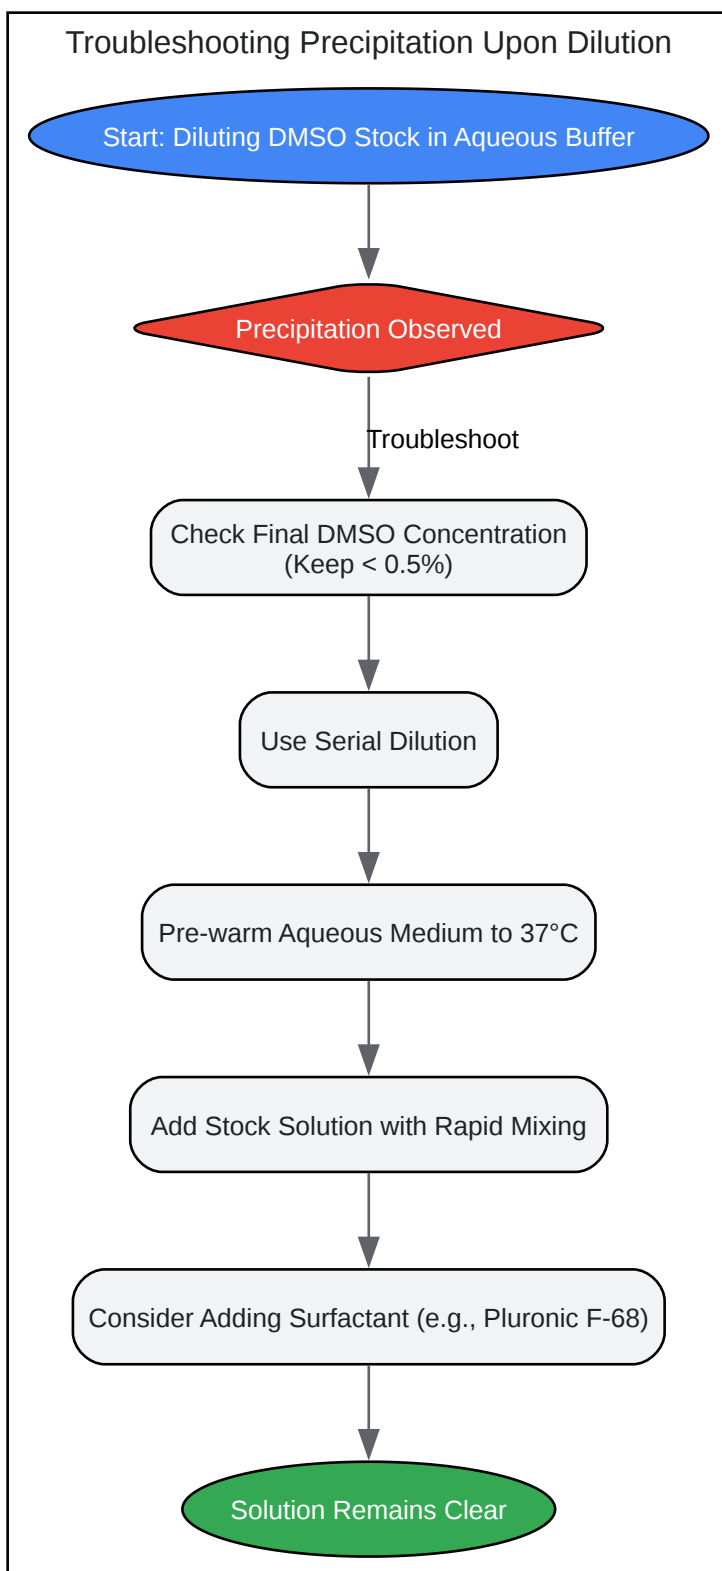 Troubleshooting Precipitation Upon Dilution
Start: Diluting DMSO Stock in Aqueous Buffer
Precipitation Observed
Troubleshoot
Check Final DMSO Concentration
(Keep < 0.5%)
Use Serial Dilution
Pre-warm Aqueous Medium to 37°C
Add Stock Solution with Rapid Mixing
Consider Adding Surfactant (e.g., Pluronic F-68)
Solution Remains Clear